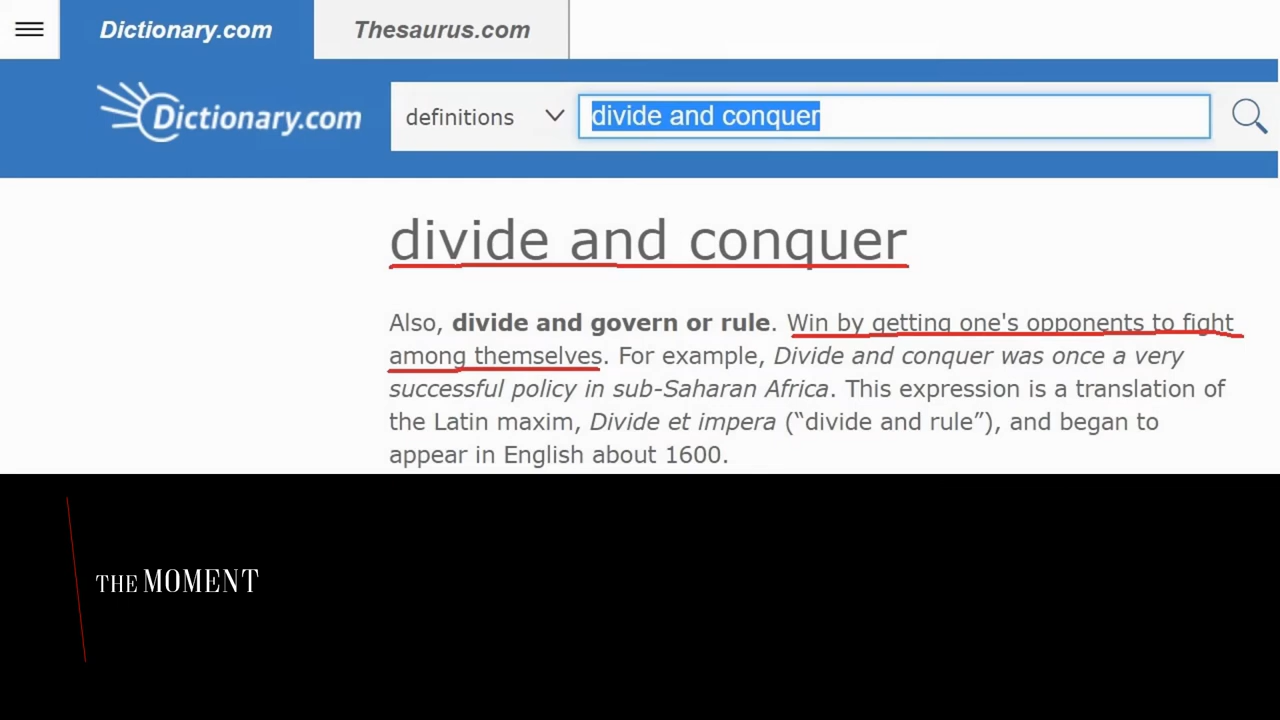 Dictionary.com
Thesaurus.com
Dictionary.com
definitions
divide and conquer
divide and conquer
Also, divide and govern or rule. Win by getting one's opponents to fight
among themselves. For example, Divide and conquer was once a very
successful policy in sub-Saharan Africa. This expression is a translation of
the Latin maxim, Divide et impera (“divide and rule”), and began to
appear in English about 1600.
THE MOMENT